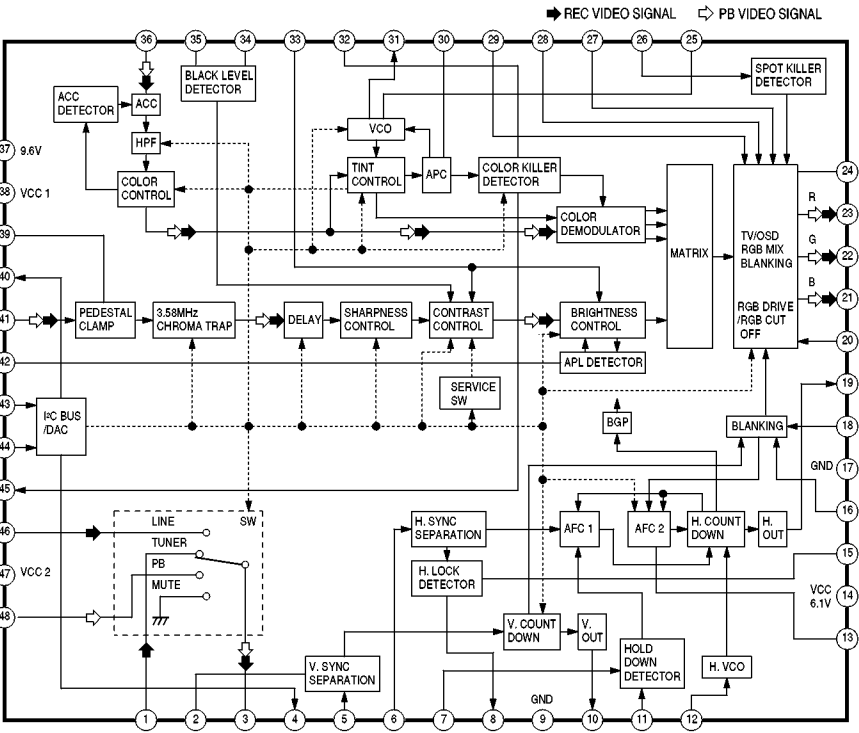 REC VIDEO SIGNAL PB VIDEO SIGNAL
36 35 34 33 32 31 30 29 28 27 26 25
BLACK LEVEL
DETECTOR
SPOT KILLER
DETECTOR
ACC
DETECTOR
ACC
VCO
HPF
37 9.6V
TINT
CONTROL
APC
COLOR KILLER
DETECTOR
COLOR
CONTROL
24
38 VCC 1
R
23
COLOR
DEMODULATOR
39
G
TV/OSD
RGB MIX
BLANKING
MATRIX
22
40
B
21
PEDESTAL
CLAMP
3.58MHz
CHROMA TRAP
DELAY
SHARPNESS
CONTROL
CONTRAST
CONTROL
BRIGHTNESS
CONTROL
RGB DRIVE
/RGB CUT
OFF
41
20
42
APL DETECTOR
19
SERVICE
SW
43
I²C BUS
/DAC
BGP
BLANKING
18
44
GND 17
45
16
LINE
SW
46
TUNER
H. SYNC
SEPARATION
AFC 1
AFC 2
H. COUNT
DOWN
H.
OUT
15
PB
47 VCC 2
H. LOCK
DETECTOR
MUTE
VCC
6.1V
14
48
V. COUNT
DOWN
V.
OUT
13
V. SYNC
SEPARATION
HOLD
DOWN
DETECTOR
H. VCO
GND
1 2 3 4 5 6 7 8 9 10 11 12